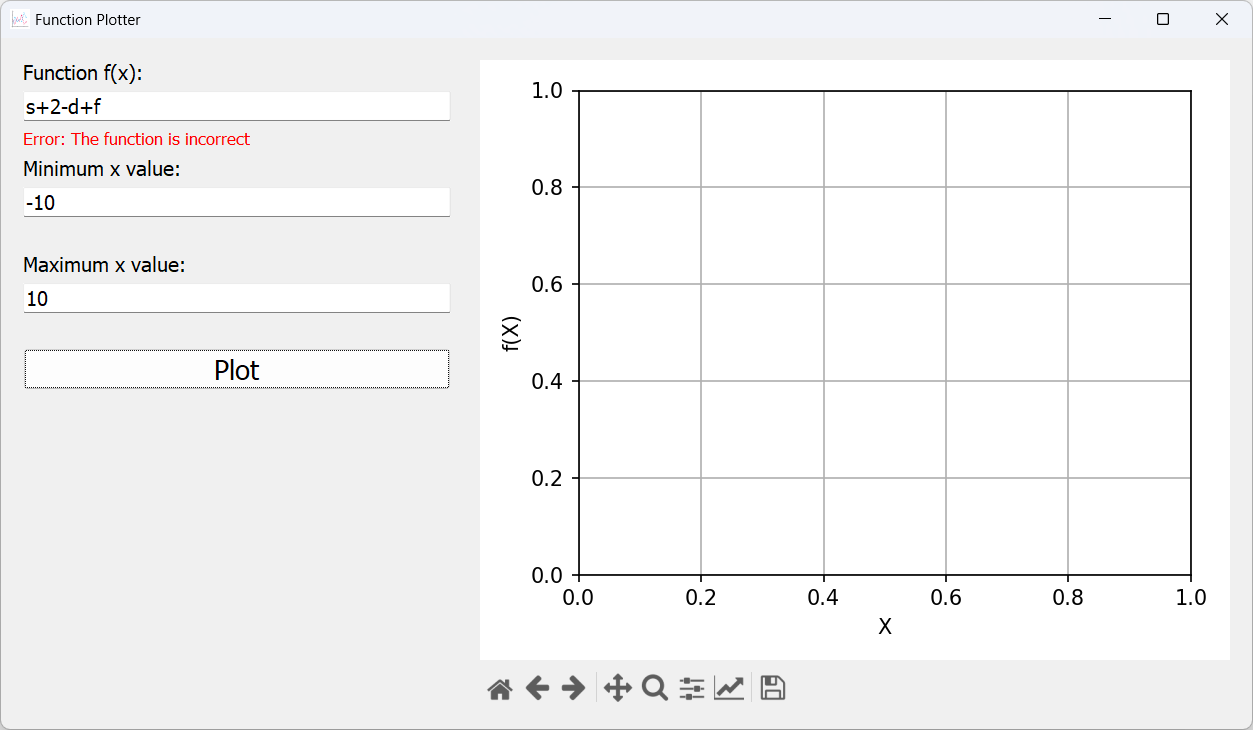 Function Plotter
Function f(x):
s+2-d+f
Error: The function is incorrect
Minimum x value:
-10
Maximum x value:
10
Plot
1.0
0.8
0.6
0.4
0.2
0.0
f(X)
0.0 0.2 0.4 0.6 0.8 1.0
X